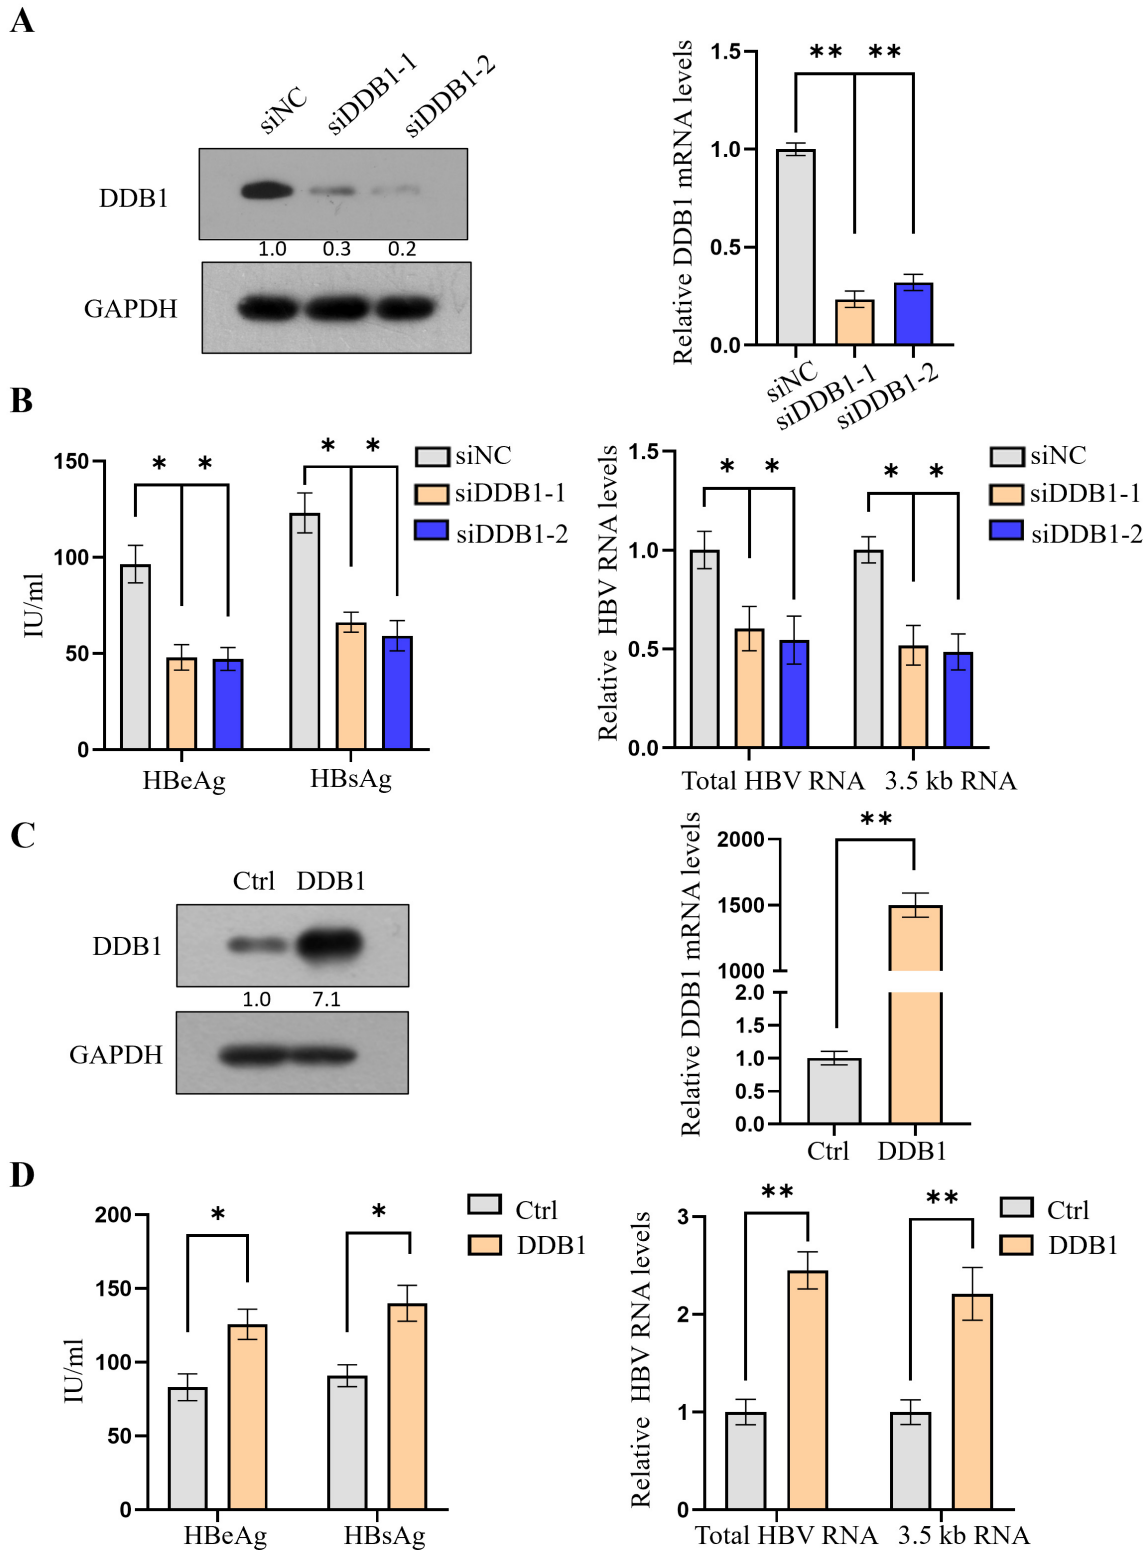 A
siNC
siDDB1-1
siDDB1-2
DDB1
1.0 0.3 0.2
GAPDH
Relative DDB1 mRNA levels
1.5
1.0
0.5
0.0
** **
siNC
siDDB1-1
siDDB1-2
B
IU/ml
150
100
50
0
* *
* *
HBeAg HBsAg
siNC
siDDB1-1
siDDB1-2
Relative HBV RNA levels
1.5
1.0
0.5
0.0
* *
* *
Total HBV RNA 3.5 kb RNA
siNC
siDDB1-1
siDDB1-2
C
Ctrl DDB1
DDB1
1.0 7.1
GAPDH
Relative DDB1 mRNA levels
2000
1500
1000
2.0
1.5
1.0
0.5
0.0
**
Ctrl DDB1
D
IU/ml
200
150
100
50
0
*
*
HBeAg HBsAg
Ctrl
DDB1
Relative HBV RNA levels
3
2
1
0
**
**
Total HBV RNA 3.5 kb RNA
Ctrl
DDB1